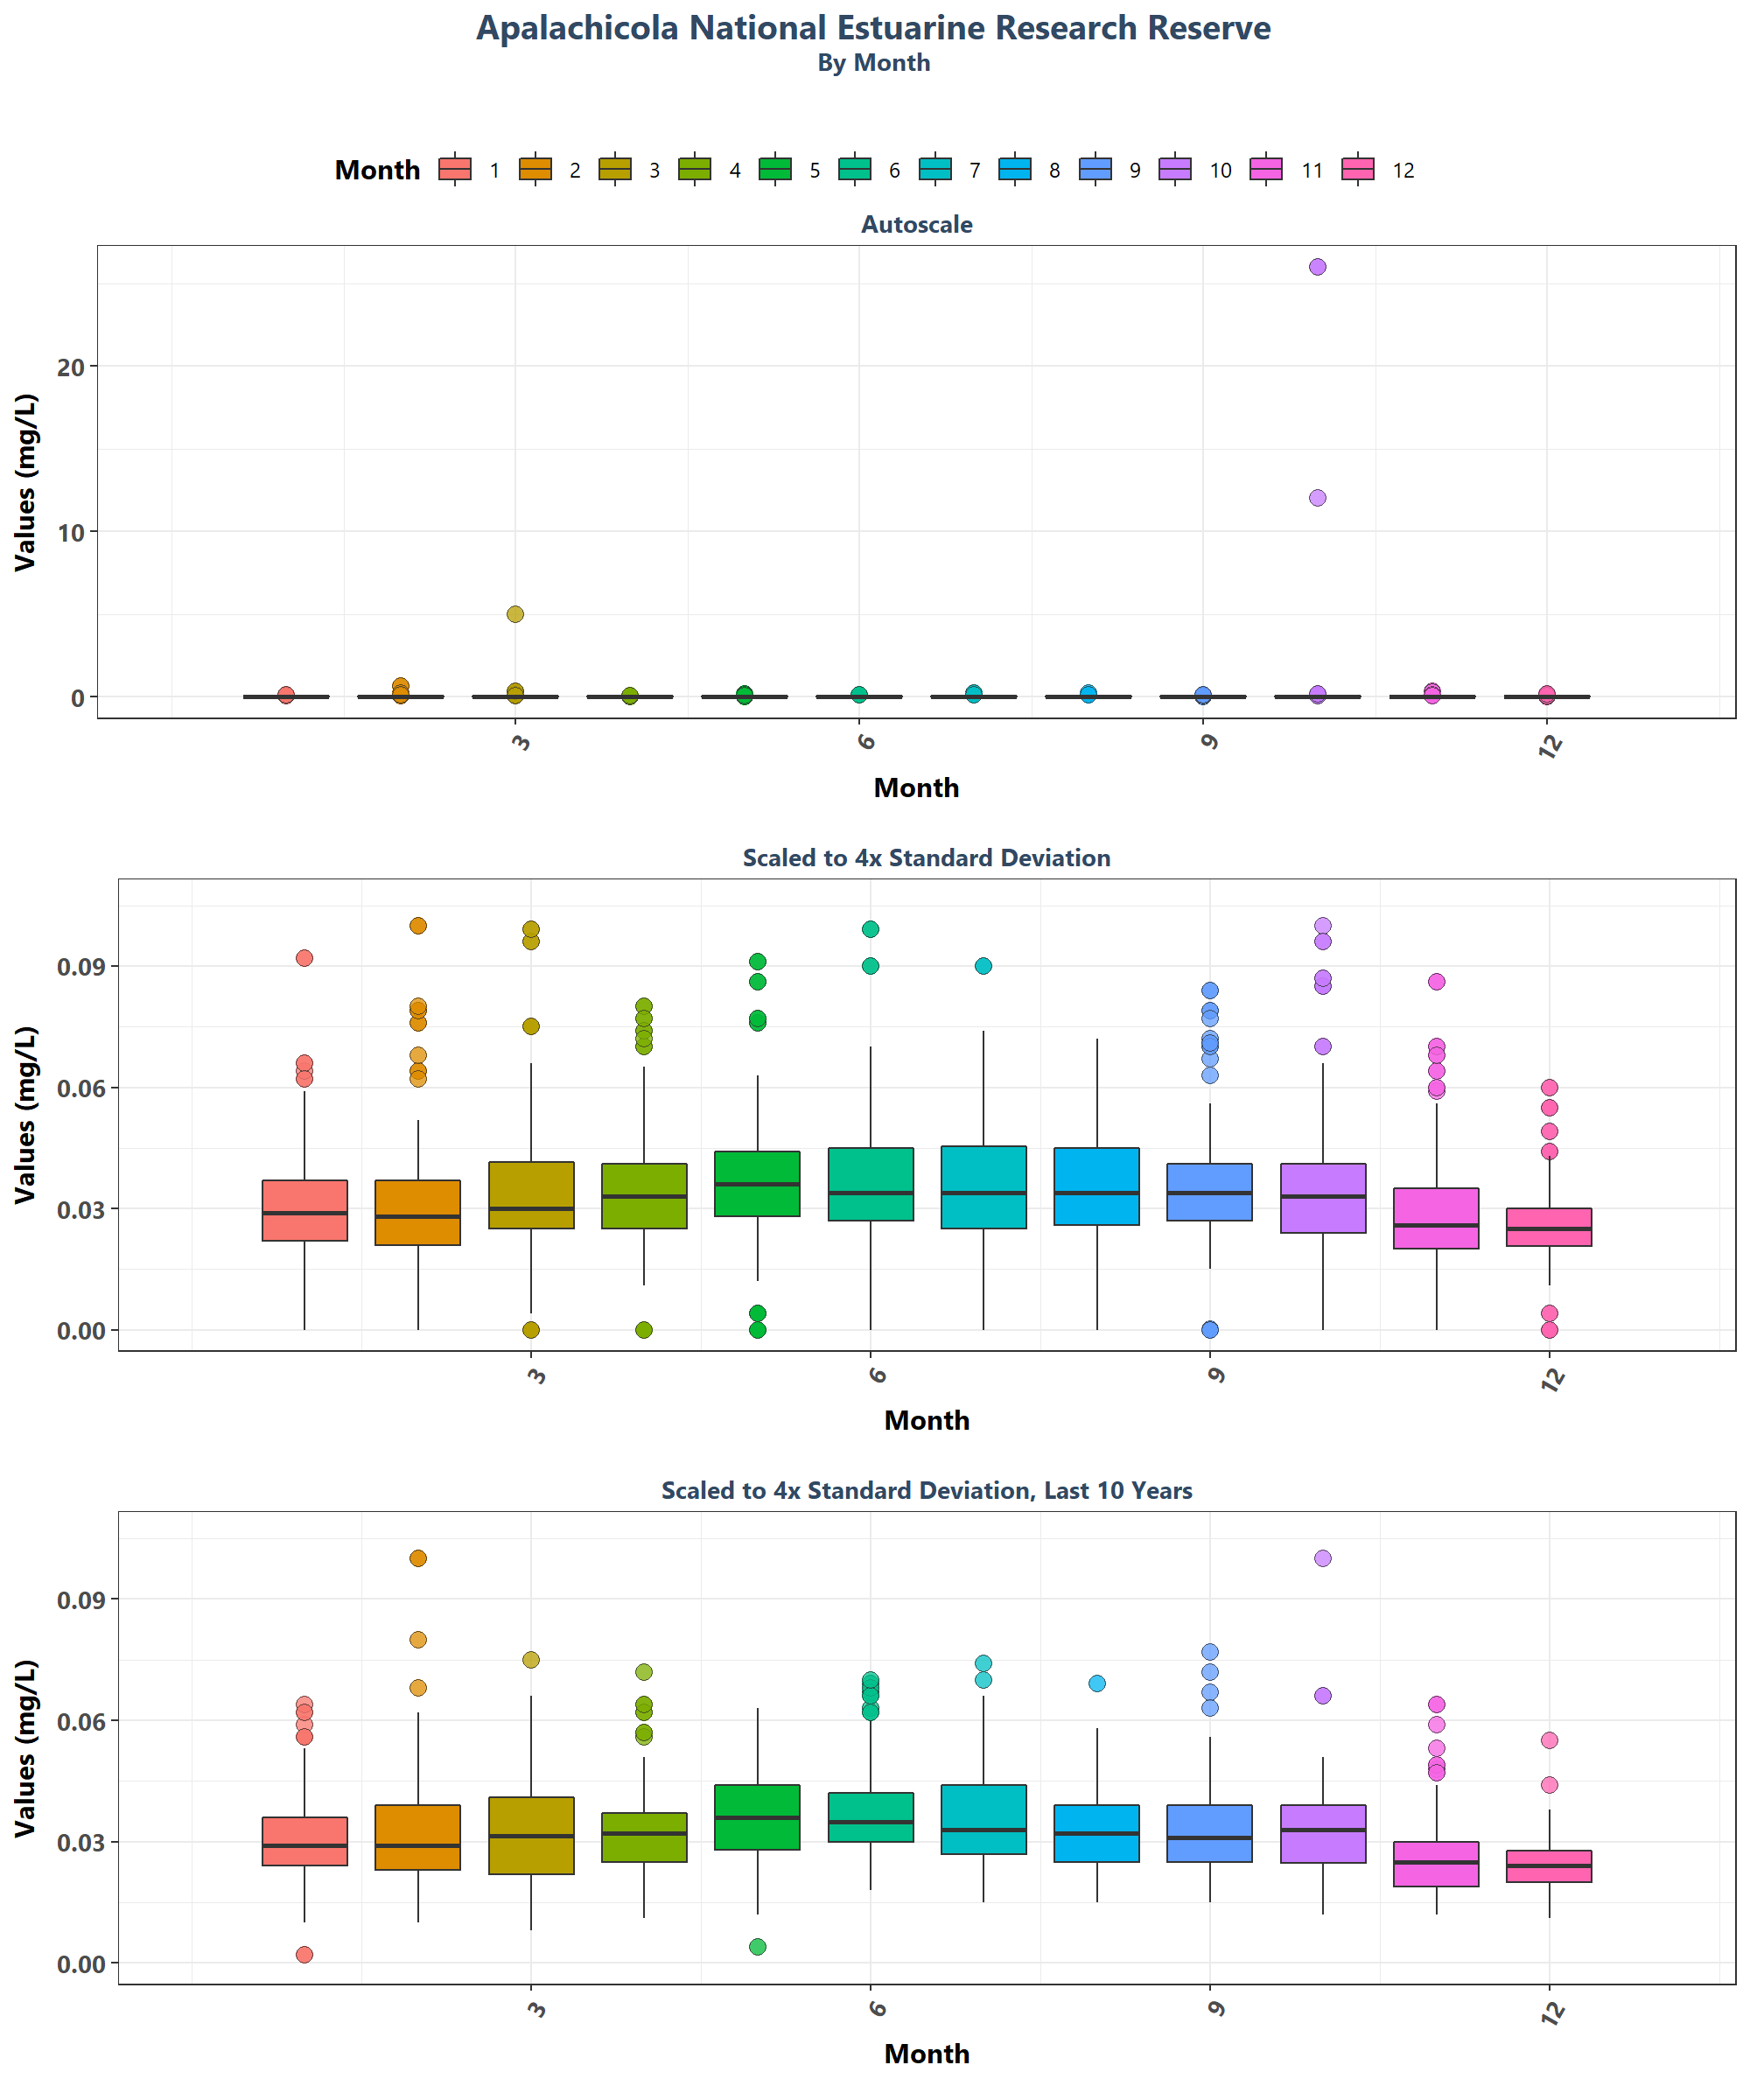 Apalachicola National Estuarine Research Reserve
By Month
Month 1 2 3 4 5 6 7 8 9 10 11 12
Autoscale
Values (mg/L)
20
10
0
3 6 9 12
Month
Scaled to 4x Standard Deviation
Values (mg/L)
0.09
0.06
0.03
0.00
3 6 9 12
Month
Scaled to 4x Standard Deviation, Last 10 Years
Values (mg/L)
0.09
0.06
0.03
0.00
3 6 9 12
Month